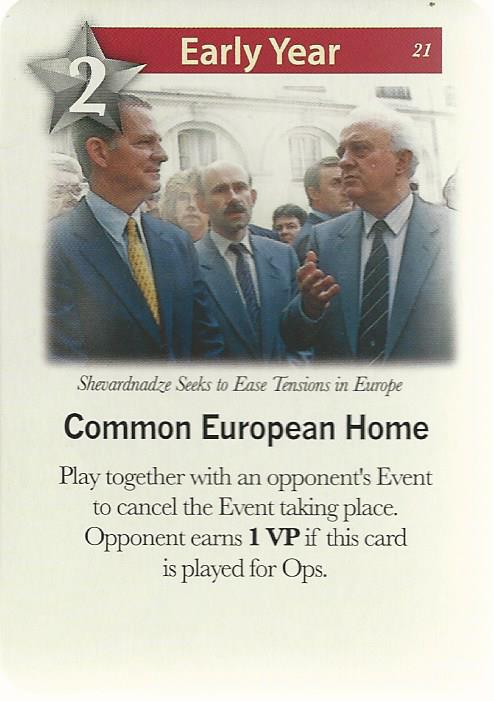 Early Year
21
2
Shevardnadze Seeks to Ease Tensions in Europe
Common European Home
Play together with an opponent's Event
to cancel the Event taking place.
Opponent earns 1 VP if this card
is played for Ops.